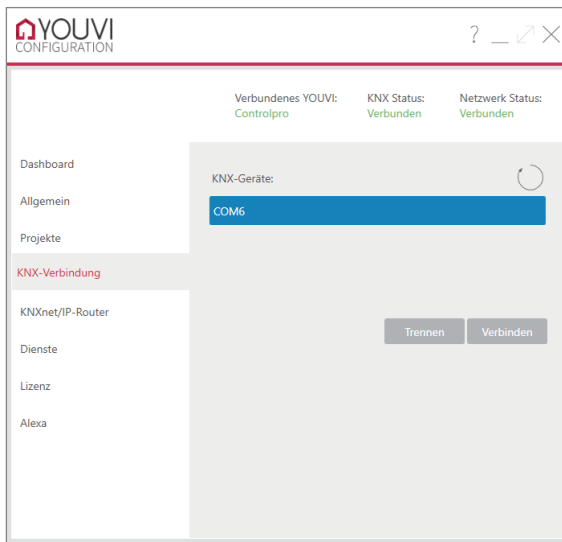 YOUVI
CONFIGURATION
?
Verbundenes YOUVI:
Controlpro
KNX Status:
Verbunden
Netzwerk Status:
Verbunden
Dashboard
Allgemein
Projekte
KNX-Verbindung
KNXnet/IP-Router
Dienste
Lizenz
Alexa
KNX-Geräte:
COM6
Trennen
Verbinden